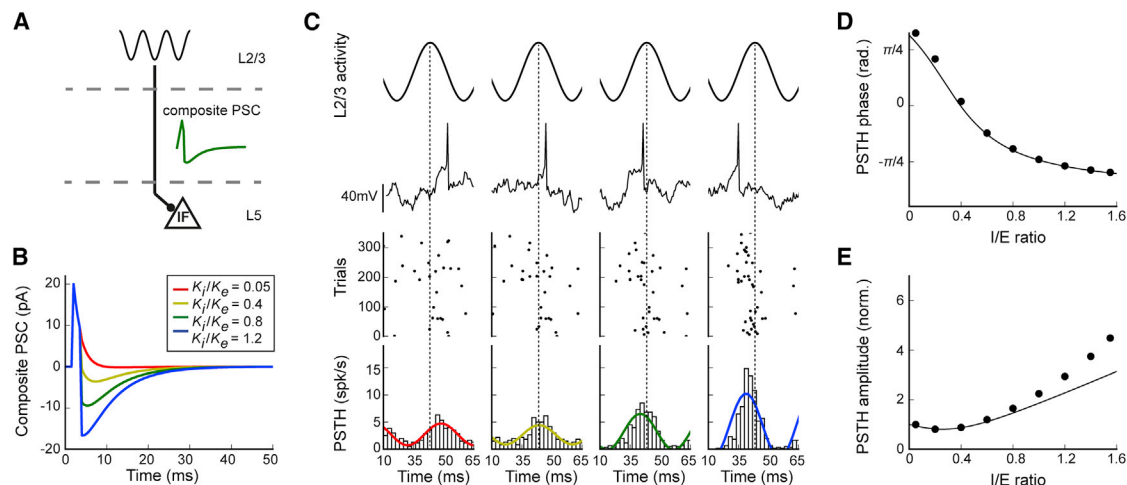 A
L2/3
composite PSC
IF
L5
B
Composite PSC (pA)
20
10
0
-10
-20
0 10 20 30 40 50
Time (ms)
Ki/Ke = 0.05
Ki/Ke = 0.4
Ki/Ke = 0.8
Ki/Ke = 1.2
C
L2/3 activity
40mV
Trials
300
200
100
0
PSTH (spk/s)
15
10
5
0
10 35 50 65
10 35 50 65
10 35 50 65
10 35 50 65
Time (ms) Time (ms) Time (ms) Time (ms)
D
PSTH phase (rad.)
π/4
0
-π/4
0 0.4 0.8 1.2 1.6
I/E ratio
E
PSTH amplitude (norm.)
6
4
2
0
0 0.4 0.8 1.2 1.6
I/E ratio